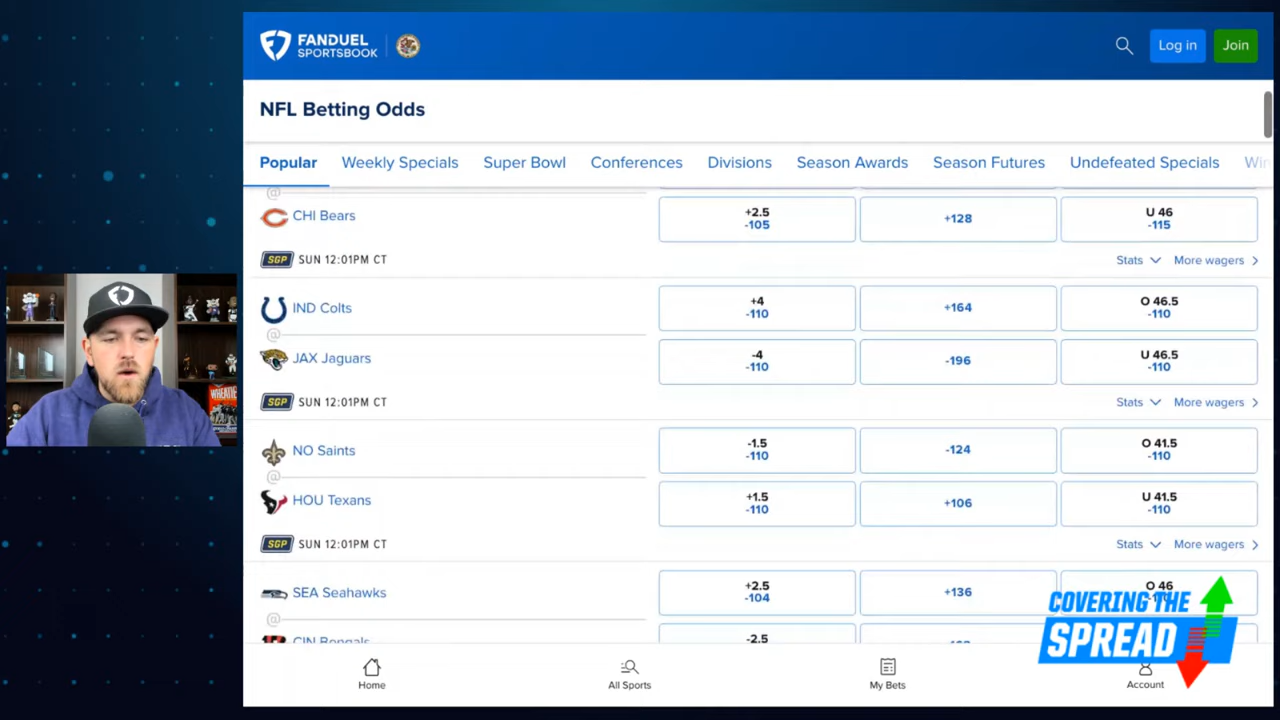 FANDUEL
SPORTSBOOK
Log in
Join
NFL Betting Odds
Popular
Weekly Specials
Super Bowl
Conferences
Divisions
Season Awards
Season Futures
Undefeated Specials
Win
@
CHI Bears
+2.5
-105
+128
U 46
-115
SGP SUN 12:01PM CT
Stats
More wagers
IND Colts
+4
-110
+164
O 46.5
-110
@
JAX Jaguars
-4
-110
-196
U 46.5
-110
SGP SUN 12:01PM CT
Stats
More wagers
NO Saints
-1.5
-110
-124
O 41.5
-110
@
HOU Texans
+1.5
-110
+106
U 41.5
-110
SGP SUN 12:01PM CT
Stats
More wagers
SEA Seahawks
+2.5
-104
+136
O 46
@
CIN Bengals
-2.5
COVERING THE
SPREAD
Home
All Sports
My Bets
Account
WHEATIES